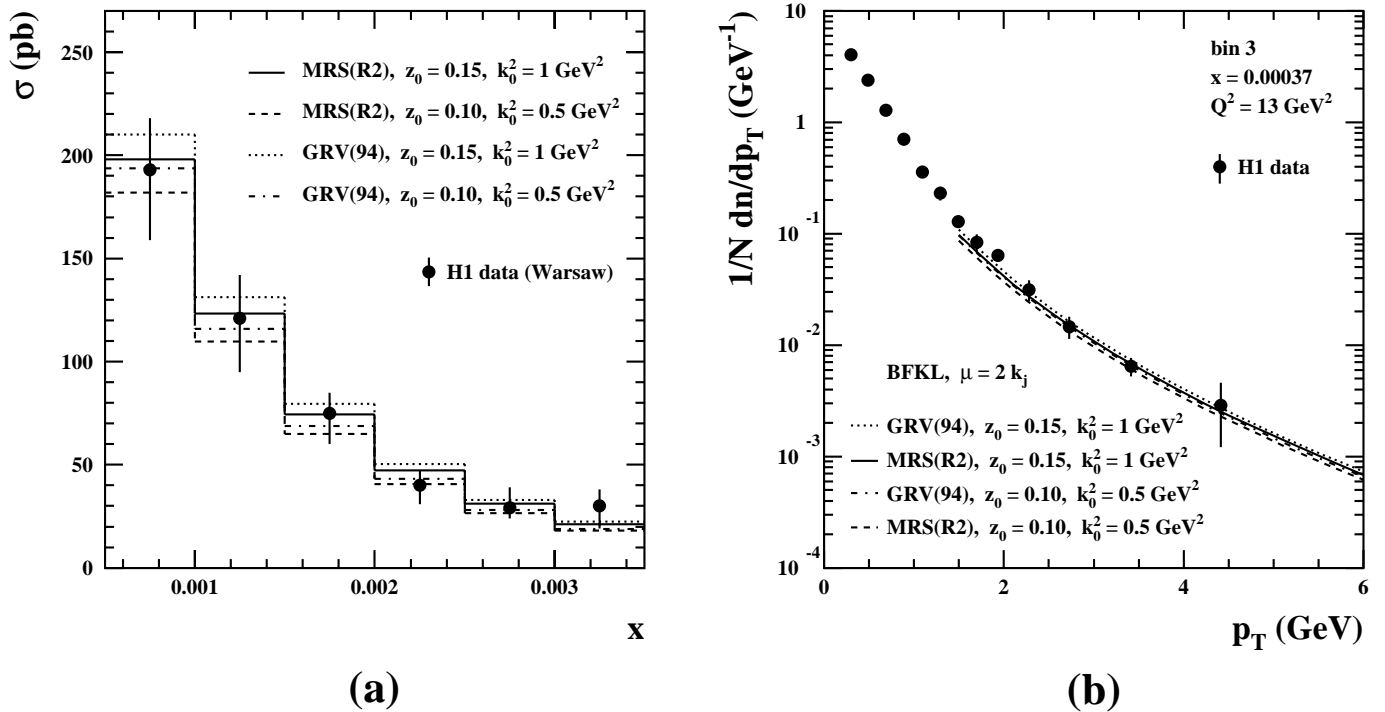 σ (pb)
250
200
150
100
50
0
MRS(R2), z₀ = 0.15, k₀² = 1 GeV²
MRS(R2), z₀ = 0.10, k₀² = 0.5 GeV²
GRV(94), z₀ = 0.15, k₀² = 1 GeV²
GRV(94), z₀ = 0.10, k₀² = 0.5 GeV²
H1 data (Warsaw)
0.001 0.002 0.003
x
(a)
1/N dn/dp_T (GeV⁻¹)
10
1
10⁻¹
10⁻²
10⁻³
10⁻⁴
bin 3
x = 0.00037
Q² = 13 GeV²
H1 data
BFKL, μ = 2 k_j
GRV(94), z₀ = 0.15, k₀² = 1 GeV²
MRS(R2), z₀ = 0.15, k₀² = 1 GeV²
GRV(94), z₀ = 0.10, k₀² = 0.5 GeV²
MRS(R2), z₀ = 0.10, k₀² = 0.5 GeV²
0 2 4 6
p_T (GeV)
(b)